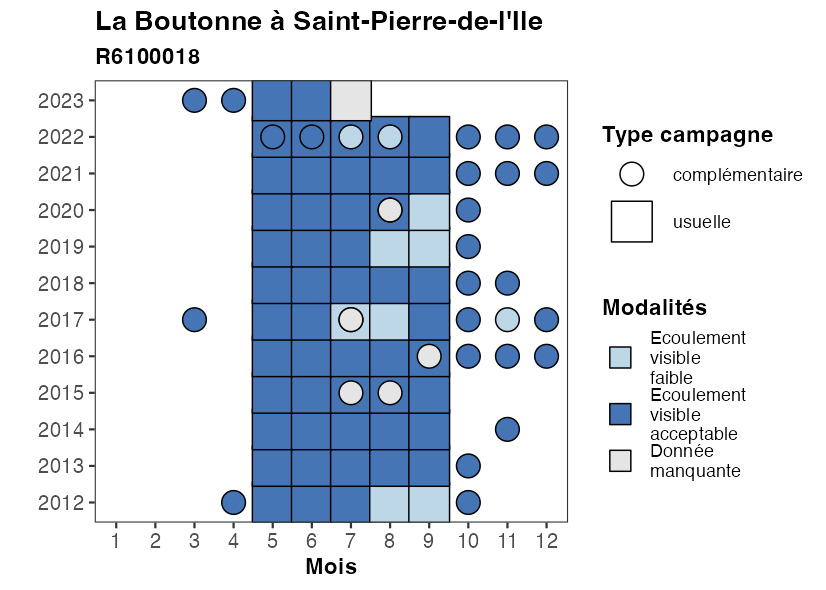 La Boutonne à Saint-Pierre-de-l'Ile
R6100018
2023
2022
2021
2020
2019
2018
2017
2016
2015
2014
2013
2012
1 2 3 4 5 6 7 8 9 10 11 12
Mois
Type campagne
complémentaire
usuelle
Modalités
Ecoulement
visible
faible
Ecoulement
visible
acceptable
Donnée
manquante